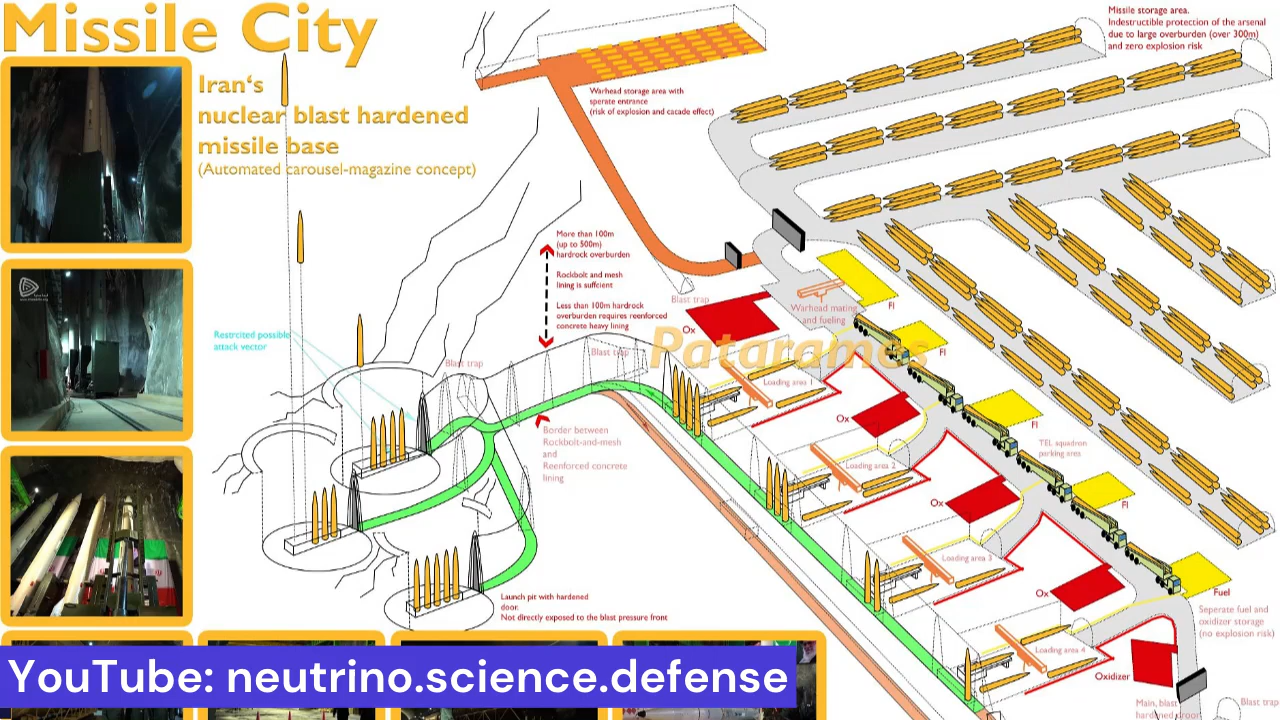 Missile City
Iran's
nuclear blast hardened
missile base
(Automated carousel-magazine concept)
Missile storage area.
Indestructible protection of the arsenal
due to large overburden (over 300m)
and zero explosion risk
Warhead storage area with
sperate entrance
(risk of explosion and cacade effect)
More than 100m
(up to 500m)
hardrock overburden
Rockbolt and mesh
lining is suffcient
Less than 100m hardrock
overburden requires reenforced
concrete heavy lining
Restrcited possible
attack vector
Blast trap
Blast trap
Blast trap
Ox
Warhead mating
and fueling
Fl
Patarames
Fl
Loading area 1
Ox
Fl
TEL aquadron
parking area
Border between
Rockbolt-and-mesh
and
Reenforced concrete
lining
Loading area 2
Ox
Fl
Loading area 3
Ox
Fuel
Launch pit with hardened
door.
Not directly exposed to the blast pressure front
Seperate fuel and
oxidizer storage
(no explosion risk)
Loading area 4
Oxidizer
Main, blast
hardened door
Blast trap
YouTube: neutrino.science.defense